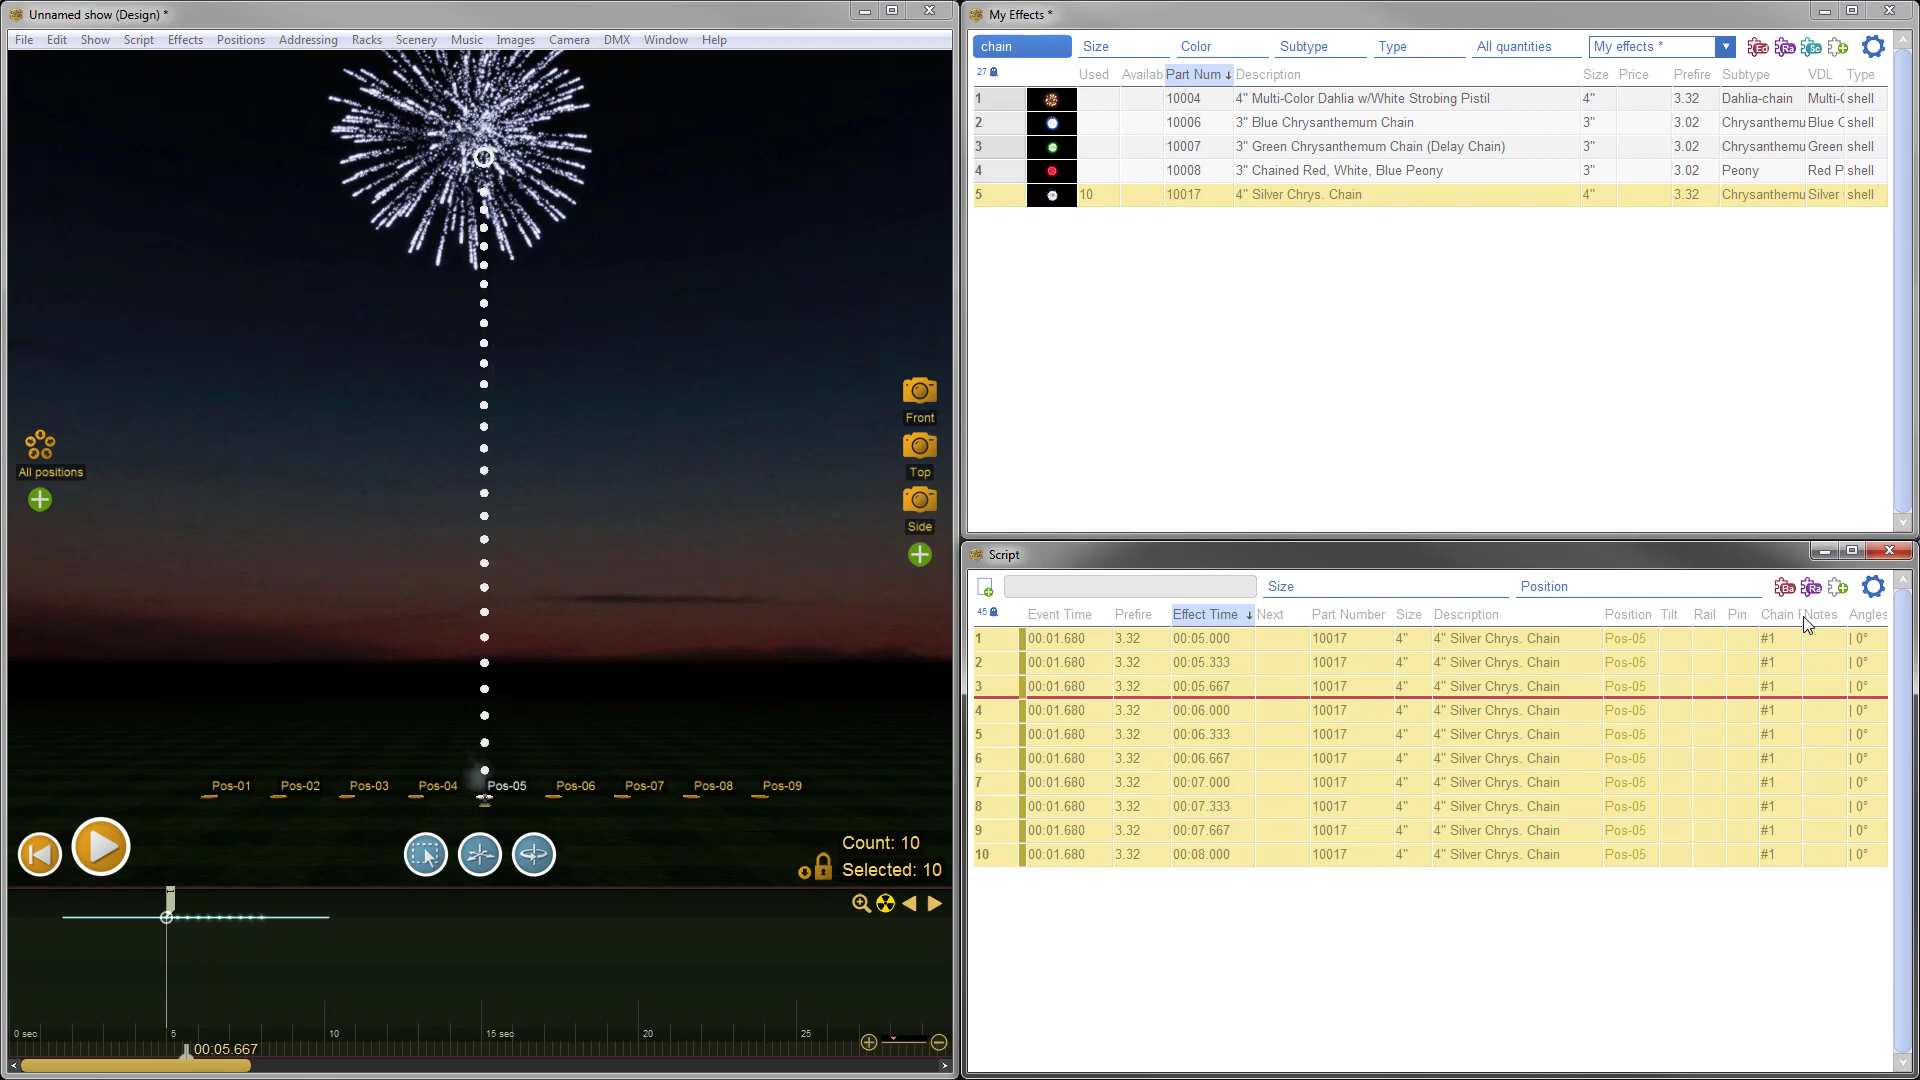 Unnamed show (Design) *
File Edit Show Script Effects Positions Addressing Racks Scenery Music Images Camera DMX Window Help
All positions
Front
Top
Side
Pos-01 Pos-02 Pos-03 Pos-04 Pos-05 Pos-06 Pos-07 Pos-08 Pos-09
Count: 10
Selected: 10
0 sec 5 10 15 sec 20 25
00:05.667
My Effects *
chain Size Color Subtype Type All quantities My effects * Ed Ra Sc
27 Used Availab Part Num Description Size Price Prefire Subtype VDL Type
1 10004 4" Multi-Color Dahlia w/White Strobing Pistil 4" 3.32 Dahlia-chain Multi-C shell
2 10006 3" Blue Chrysanthemum Chain 3" 3.02 Chrysanthemu Blue C shell
3 10007 3" Green Chrysanthemum Chain (Delay Chain) 3" 3.02 Chrysanthemu Green shell
4 10008 3" Chained Red, White, Blue Peony 3" 3.02 Peony Red P shell
5 10 10017 4" Silver Chrys. Chain 4" 3.32 Chrysanthemu Silver shell
Script
Size Position Ba Ra
45 Event Time Prefire Effect Time Next Part Number Size Description Position Tilt Rail Pin Chain Notes Angles
1 00:01.680 3.32 00:05.000 10017 4" 4" Silver Chrys. Chain Pos-05 #1 | 0°
2 00:01.680 3.32 00:05.333 10017 4" 4" Silver Chrys. Chain Pos-05 #1 | 0°
3 00:01.680 3.32 00:05.667 10017 4" 4" Silver Chrys. Chain Pos-05 #1 | 0°
4 00:01.680 3.32 00:06.000 10017 4" 4" Silver Chrys. Chain Pos-05 #1 | 0°
5 00:01.680 3.32 00:06.333 10017 4" 4" Silver Chrys. Chain Pos-05 #1 | 0°
6 00:01.680 3.32 00:06.667 10017 4" 4" Silver Chrys. Chain Pos-05 #1 | 0°
7 00:01.680 3.32 00:07.000 10017 4" 4" Silver Chrys. Chain Pos-05 #1 | 0°
8 00:01.680 3.32 00:07.333 10017 4" 4" Silver Chrys. Chain Pos-05 #1 | 0°
9 00:01.680 3.32 00:07.667 10017 4" 4" Silver Chrys. Chain Pos-05 #1 | 0°
10 00:01.680 3.32 00:08.000 10017 4" 4" Silver Chrys. Chain Pos-05 #1 | 0°